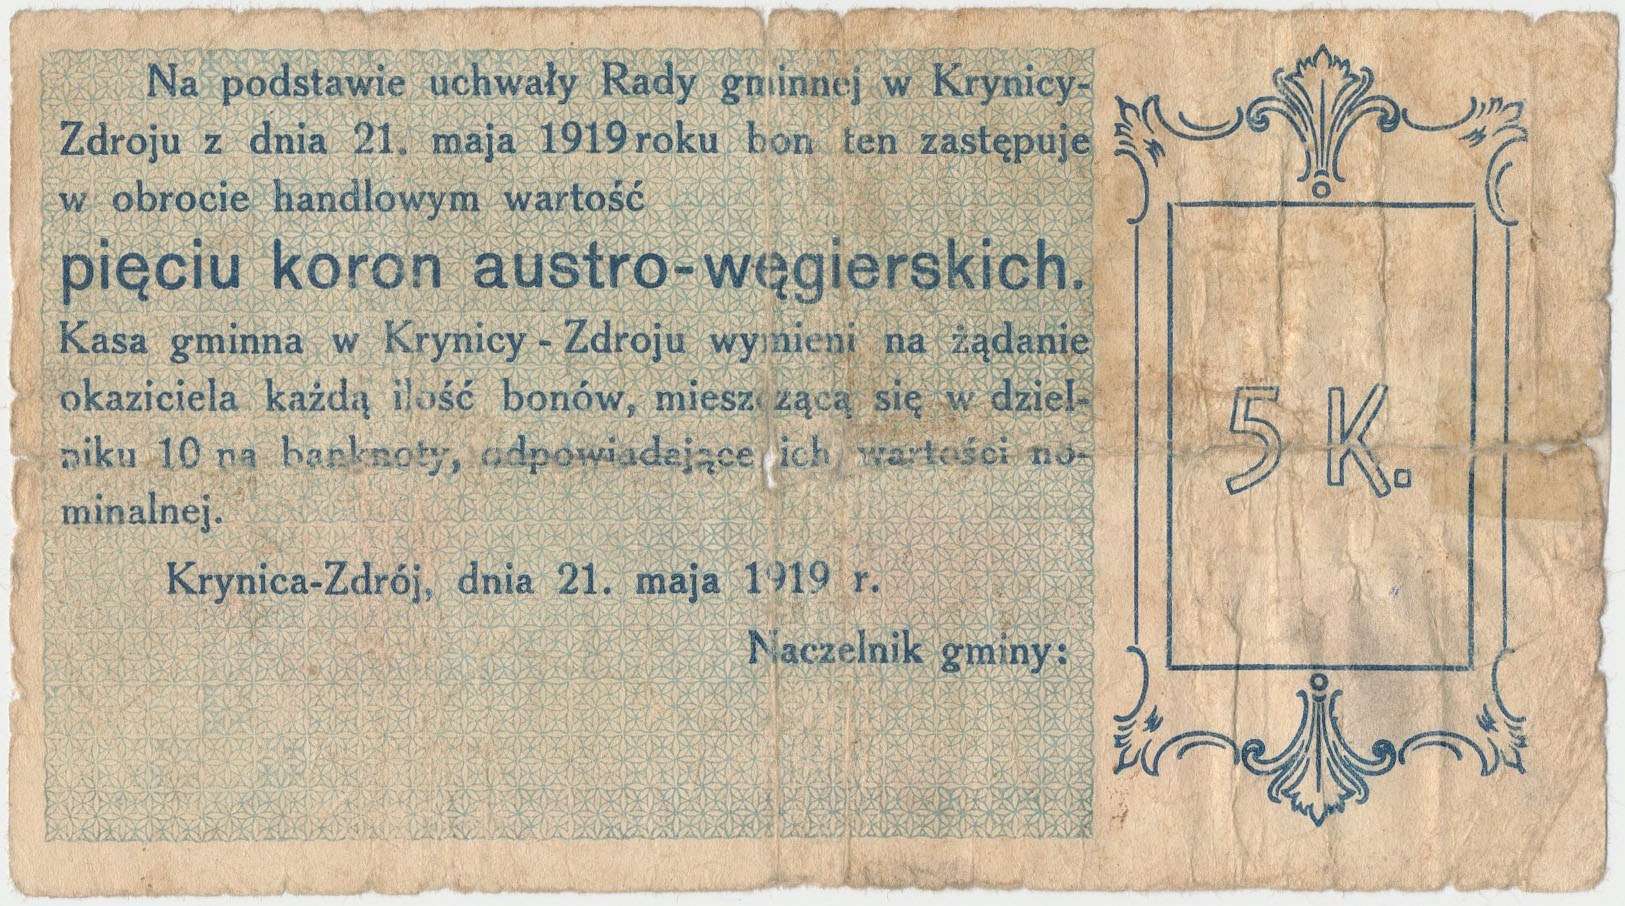 Na podstawie uchwały Rady gminnej w Krynicy-
Zdroju z dnia 21. maja 1919 roku bon ten zastępuje
w obrocie handlowym wartość
pięciu koron austro-węgierskich.
Kasa gminna w Krynicy - Zdroju wymieni na żądanie
okaziciela każdą ilość bonów, mieszczącą się w dziel-
niku 10 na banknoty, odpowiadające ich wartości no-
minalnej.
Krynica-Zdrój, dnia 21. maja 1919 r.
Naczelnik gminy:
5 K.